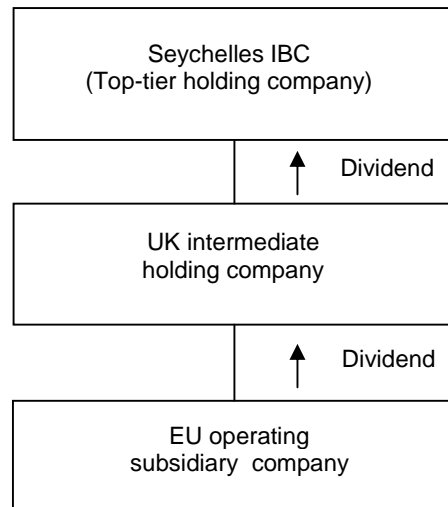 Seychelles IBC
(Top-tier holding company)
Dividend
UK intermediate
holding company
Dividend
EU operating
subsidiary company